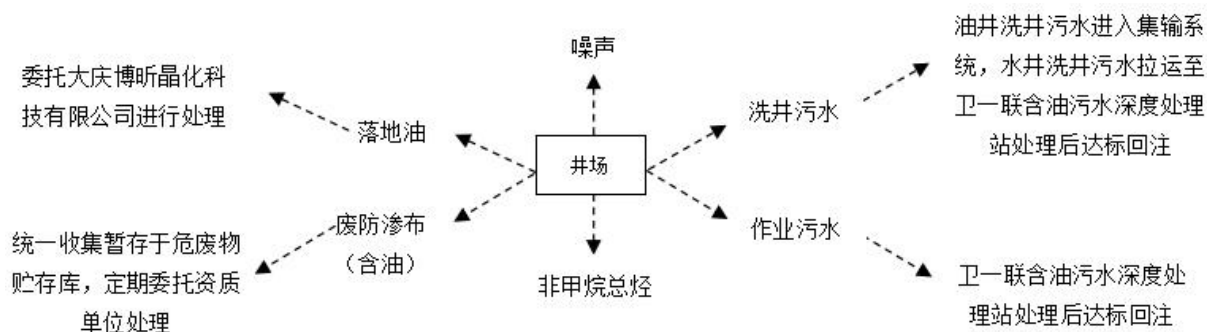 噪声
油井洗井污水进入集输系
统，水井洗井污水拉运至
卫一联含油污水深度处理
站处理后达标回注
委托大庆博昕晶化科
技有限公司进行处理
落地油
洗井污水
井场
废防渗布
（含油）
作业污水
统一收集暂存于危废物
贮存库，定期委托资质
单位处理
非甲烷总烃
卫一联含油污水深度处
理站处理后达标回注